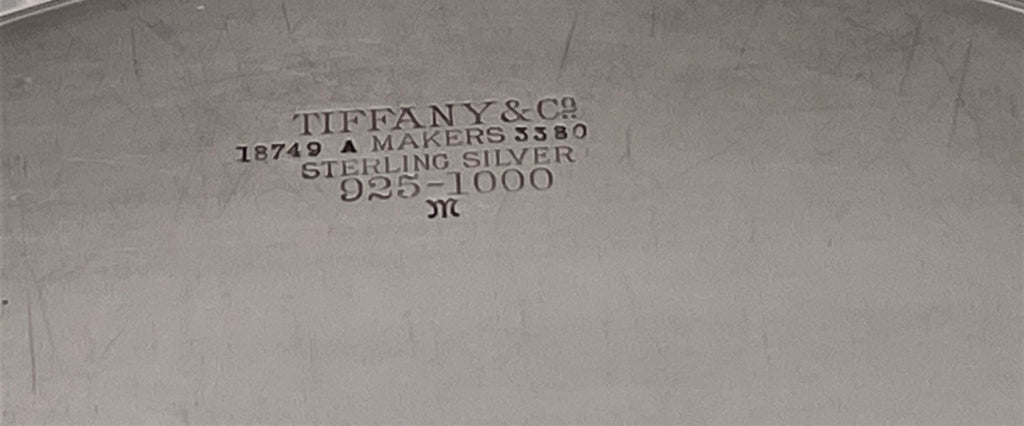 TIFFANY & Cº
18749 A MAKERS 3380
STERLING SILVER
925-1000
M